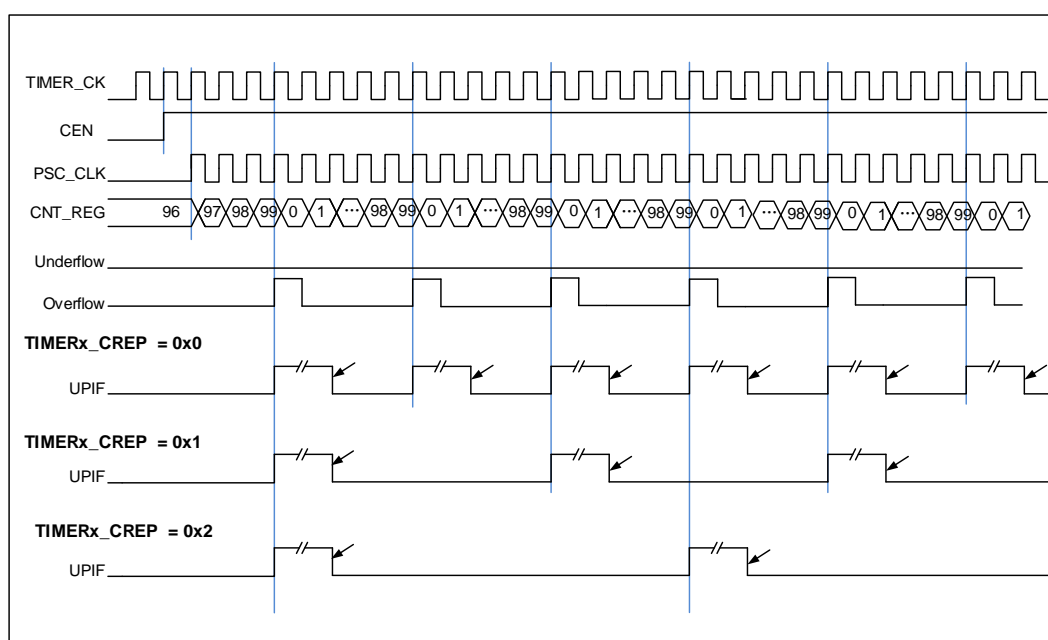 TIMER_CK
CEN
PSC_CLK
CNT_REG 96 97 98 99 0 1 ... 98 99 0 1 ... 98 99 0 1 ... 98 99 0 1 ... 98 99 0 1 ... 98 99 0 1
Underflow
Overflow
TIMERx_CREP = 0x0
UPIF
TIMERx_CREP = 0x1
UPIF
TIMERx_CREP = 0x2
UPIF